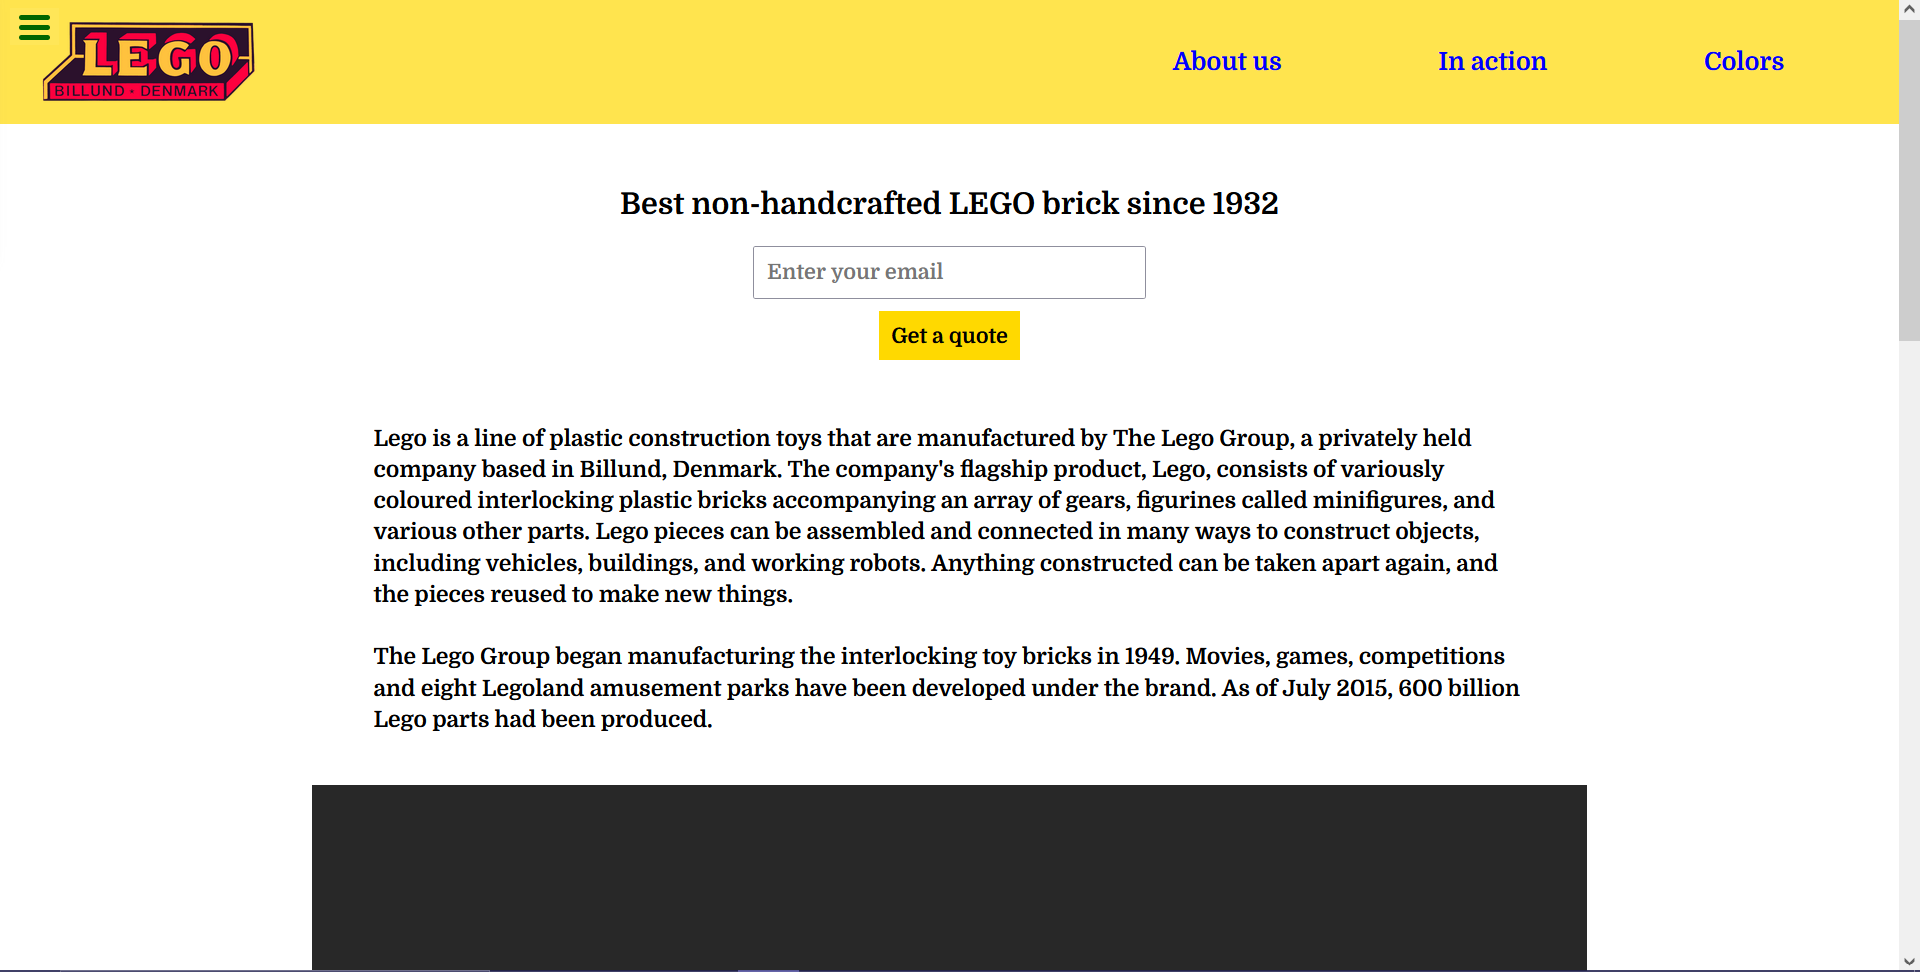 LEGO
BILLUND · DENMARK
About us
In action
Colors
Best non-handcrafted LEGO brick since 1932
Enter your email
Get a quote
Lego is a line of plastic construction toys that are manufactured by The Lego Group, a privately held
company based in Billund, Denmark. The company's flagship product, Lego, consists of variously
coloured interlocking plastic bricks accompanying an array of gears, figurines called minifigures, and
various other parts. Lego pieces can be assembled and connected in many ways to construct objects,
including vehicles, buildings, and working robots. Anything constructed can be taken apart again, and
the pieces reused to make new things.
The Lego Group began manufacturing the interlocking toy bricks in 1949. Movies, games, competitions
and eight Legoland amusement parks have been developed under the brand. As of July 2015, 600 billion
Lego parts had been produced.